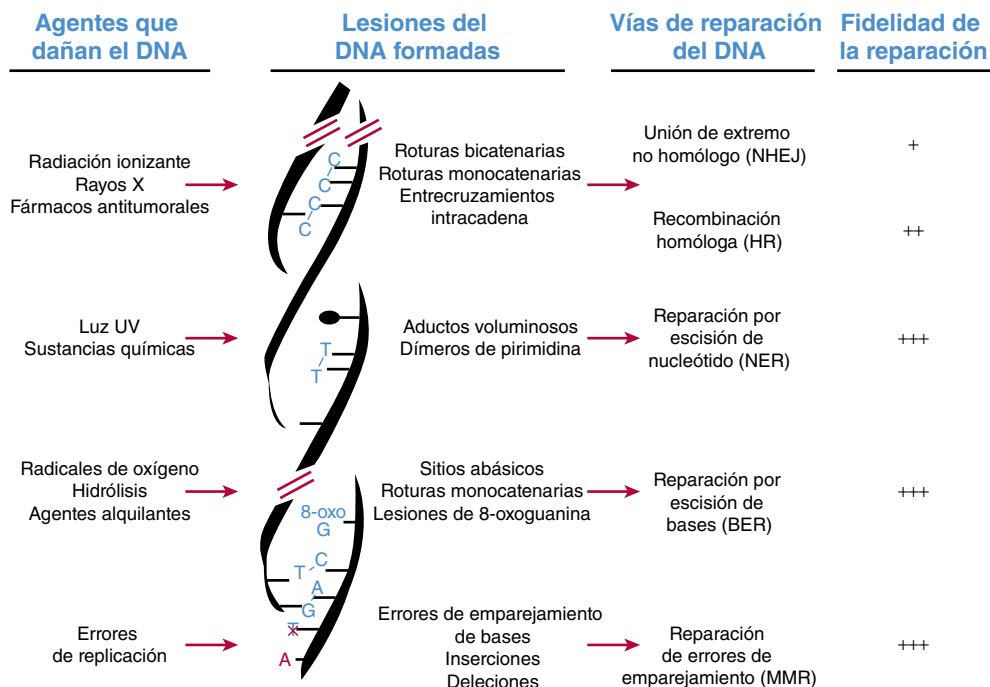 Agentes que
dañan el DNA
Lesiones del
DNA formadas
Vías de reparación
del DNA
Fidelidad de
la reparación
Radiación ionizante
Rayos X
Fármacos antitumorales
C
C
C
C
Roturas bicatenarias
Roturas monocatenarias
Entrecruzamientos
intracadena
Unión de extremo
no homólogo (NHEJ)
+
Recombinación
homóloga (HR)
++
Luz UV
Sustancias químicas
T
T
Aductos voluminosos
Dímeros de pirimidina
Reparación por
escisión de
nucleótido (NER)
+++
Radicales de oxígeno
Hidrólisis
Agentes alquilantes
8-oxo
G
Sitios abásicos
Roturas monocatenarias
Lesiones de 8-oxoguanina
Reparación por
escisión de
bases (BER)
+++
T C
A
G
T
A
Errores
de replicación
Errores de emparejamiento
de bases
Inserciones
Deleciones
Reparación
de errores de
emparejamiento (MMR)
+++